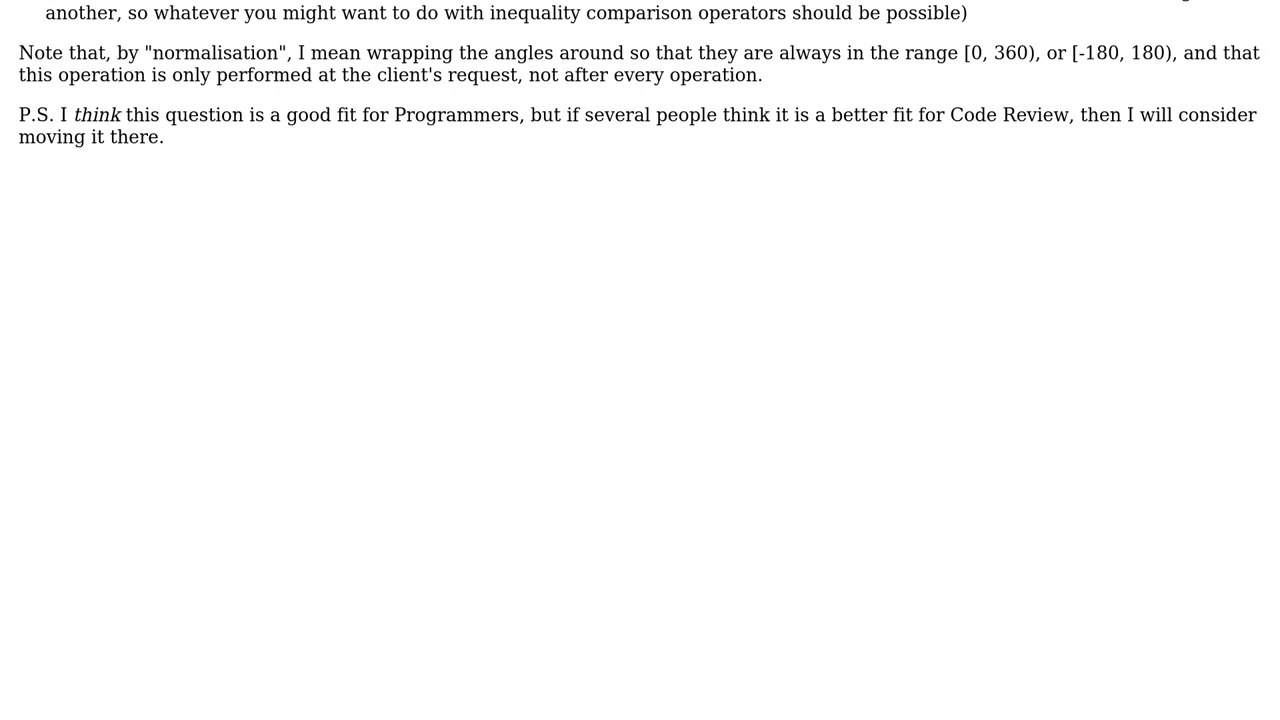 another, so whatever you might want to do with inequality comparison operators should be possible)
Note that, by "normalisation", I mean wrapping the angles around so that they are always in the range [0, 360), or [-180, 180), and that
this operation is only performed at the client's request, not after every operation.
P.S. I think this question is a good fit for Programmers, but if several people think it is a better fit for Code Review, then I will consider
moving it there.